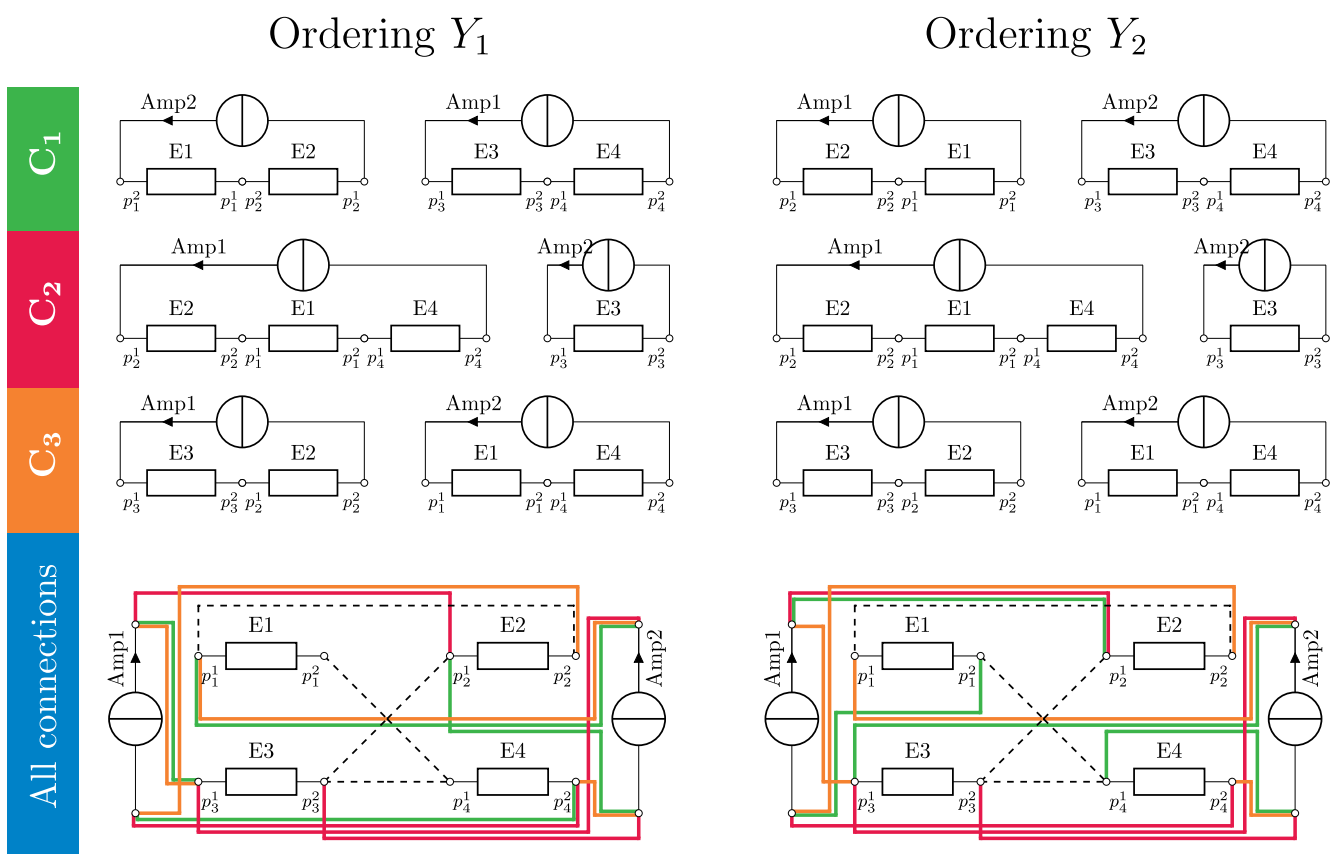 Ordering Y₁ Ordering Y₂
C₁
Amp2 Amp1 Amp1 Amp2
E1 E2 E3 E4 E2 E1 E3 E4
p₁² p₁¹ p₂² p₂¹ p₃¹ p₃² p₄¹ p₄² p₂¹ p₂² p₁¹ p₁² p₃¹ p₃² p₄¹ p₄²
C₂
Amp1 Amp2 Amp1 Amp2
E2 E1 E4 E3 E2 E1 E4 E3
p₂¹ p₂² p₁¹ p₁² p₄¹ p₄² p₃¹ p₃² p₂¹ p₂² p₁¹ p₁² p₄¹ p₄² p₃¹ p₃²
C₃
Amp1 Amp2 Amp1 Amp2
E3 E2 E1 E4 E3 E2 E1 E4
p₃¹ p₃² p₂¹ p₂² p₁¹ p₁² p₄¹ p₄² p₃¹ p₃² p₂¹ p₂² p₁¹ p₁² p₄¹ p₄²
All connections
Amp1 E1 E2 Amp2 Amp1 E1 E2 Amp2
p₁¹ p₁² p₂¹ p₂² p₁¹ p₁² p₂¹ p₂²
E3 E4 E3 E4
p₃¹ p₃² p₄¹ p₄² p₃¹ p₃² p₄¹ p₄²